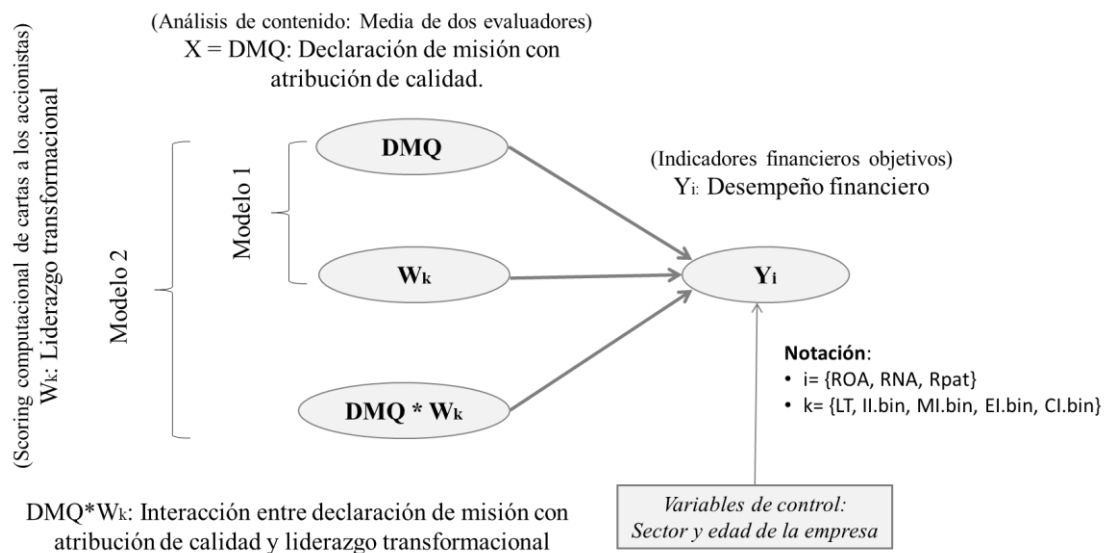 (Análisis de contenido: Media de dos evaluadores)
X = DMQ: Declaración de misión con
atribución de calidad.
(Scoring computacional de cartas a los accionistas)
Wk: Liderazgo transformacional
Modelo 2
Modelo 1
DMQ
Wk
DMQ * Wk
(Indicadores financieros objetivos)
Yi: Desempeño financiero
Yi
Notación:
• i= {ROA, RNA, Rpat}
• k= {LT, II.bin, MI.bin, EI.bin, CI.bin}
Variables de control:
Sector y edad de la empresa
DMQ*Wk: Interacción entre declaración de misión con
atribución de calidad y liderazgo transformacional